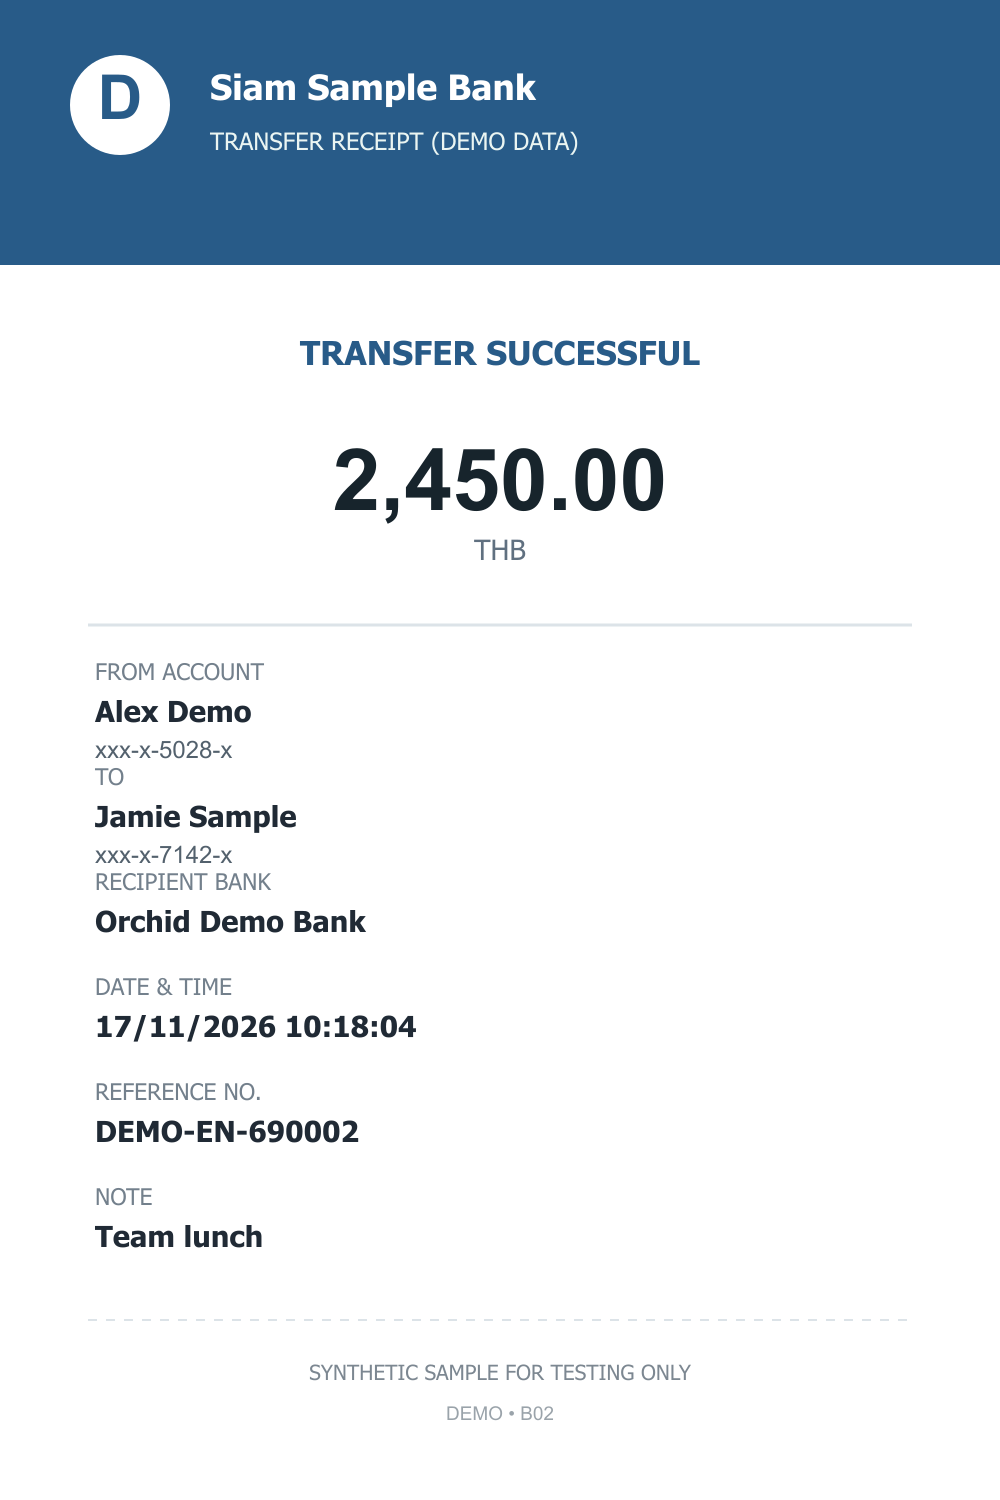 D
Siam Sample Bank
TRANSFER RECEIPT (DEMO DATA)
TRANSFER SUCCESSFUL
2,450.00
THB
FROM ACCOUNT
Alex Demo
xxx-x-5028-x
TO
Jamie Sample
xxx-x-7142-x
RECIPIENT BANK
Orchid Demo Bank
DATE & TIME
17/11/2026 10:18:04
REFERENCE NO.
DEMO-EN-690002
NOTE
Team lunch
SYNTHETIC SAMPLE FOR TESTING ONLY
DEMO • B02